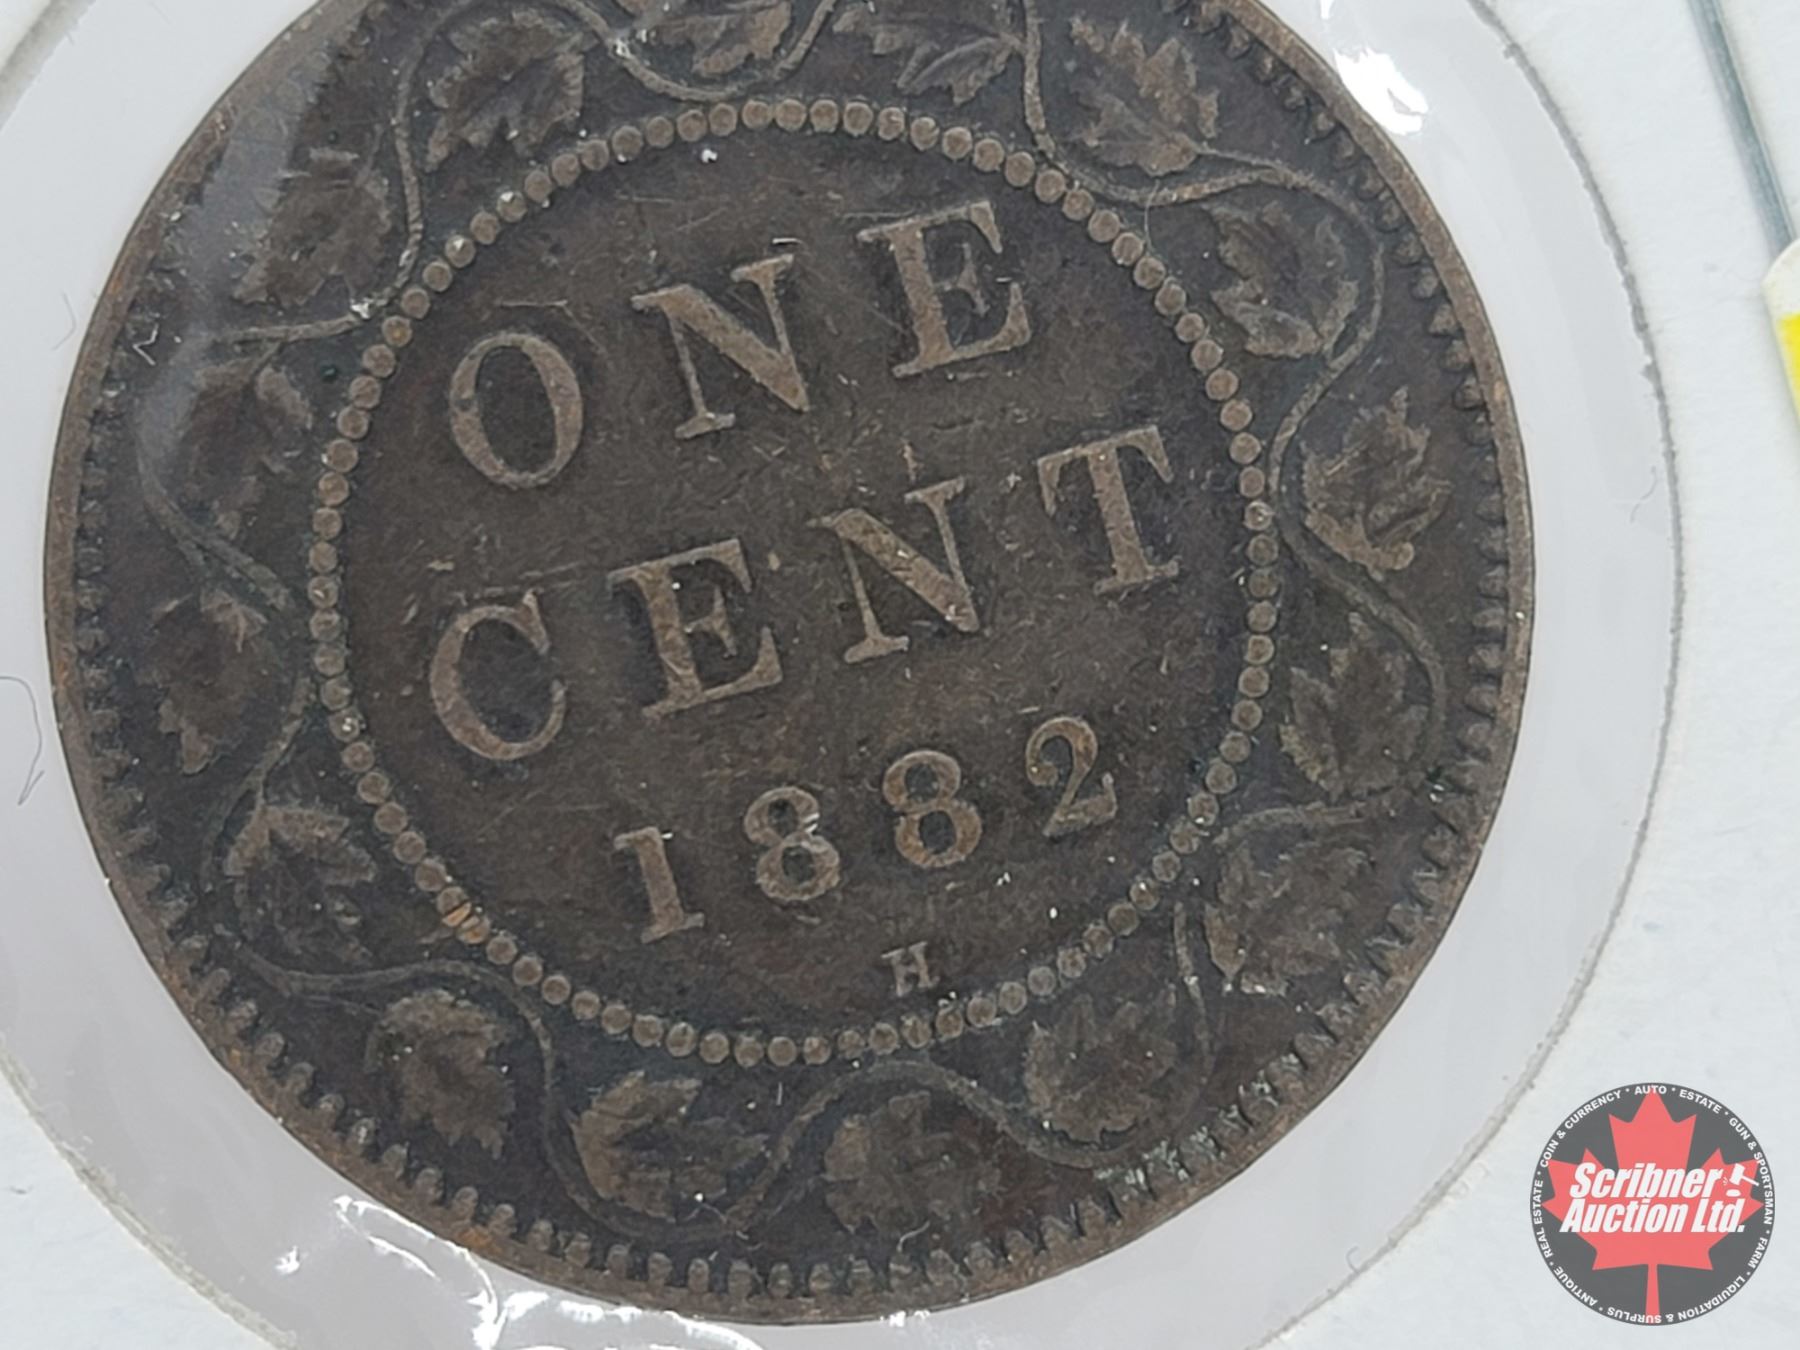 ONE
CENT
1882
H
Scribner
Auction Ltd.
COIN & CURRENCY • AUTO • ESTATE • GUN & SPORTSMAN • FARM • LIQUIDATION & SURPLUS • ANTIQUE • REAL ESTATE •